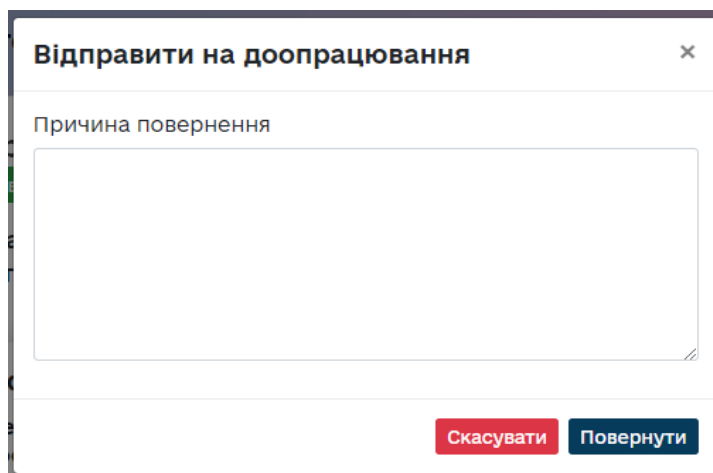 Відправити на доопрацювання ×
Причина повернення
Скасувати Повернути